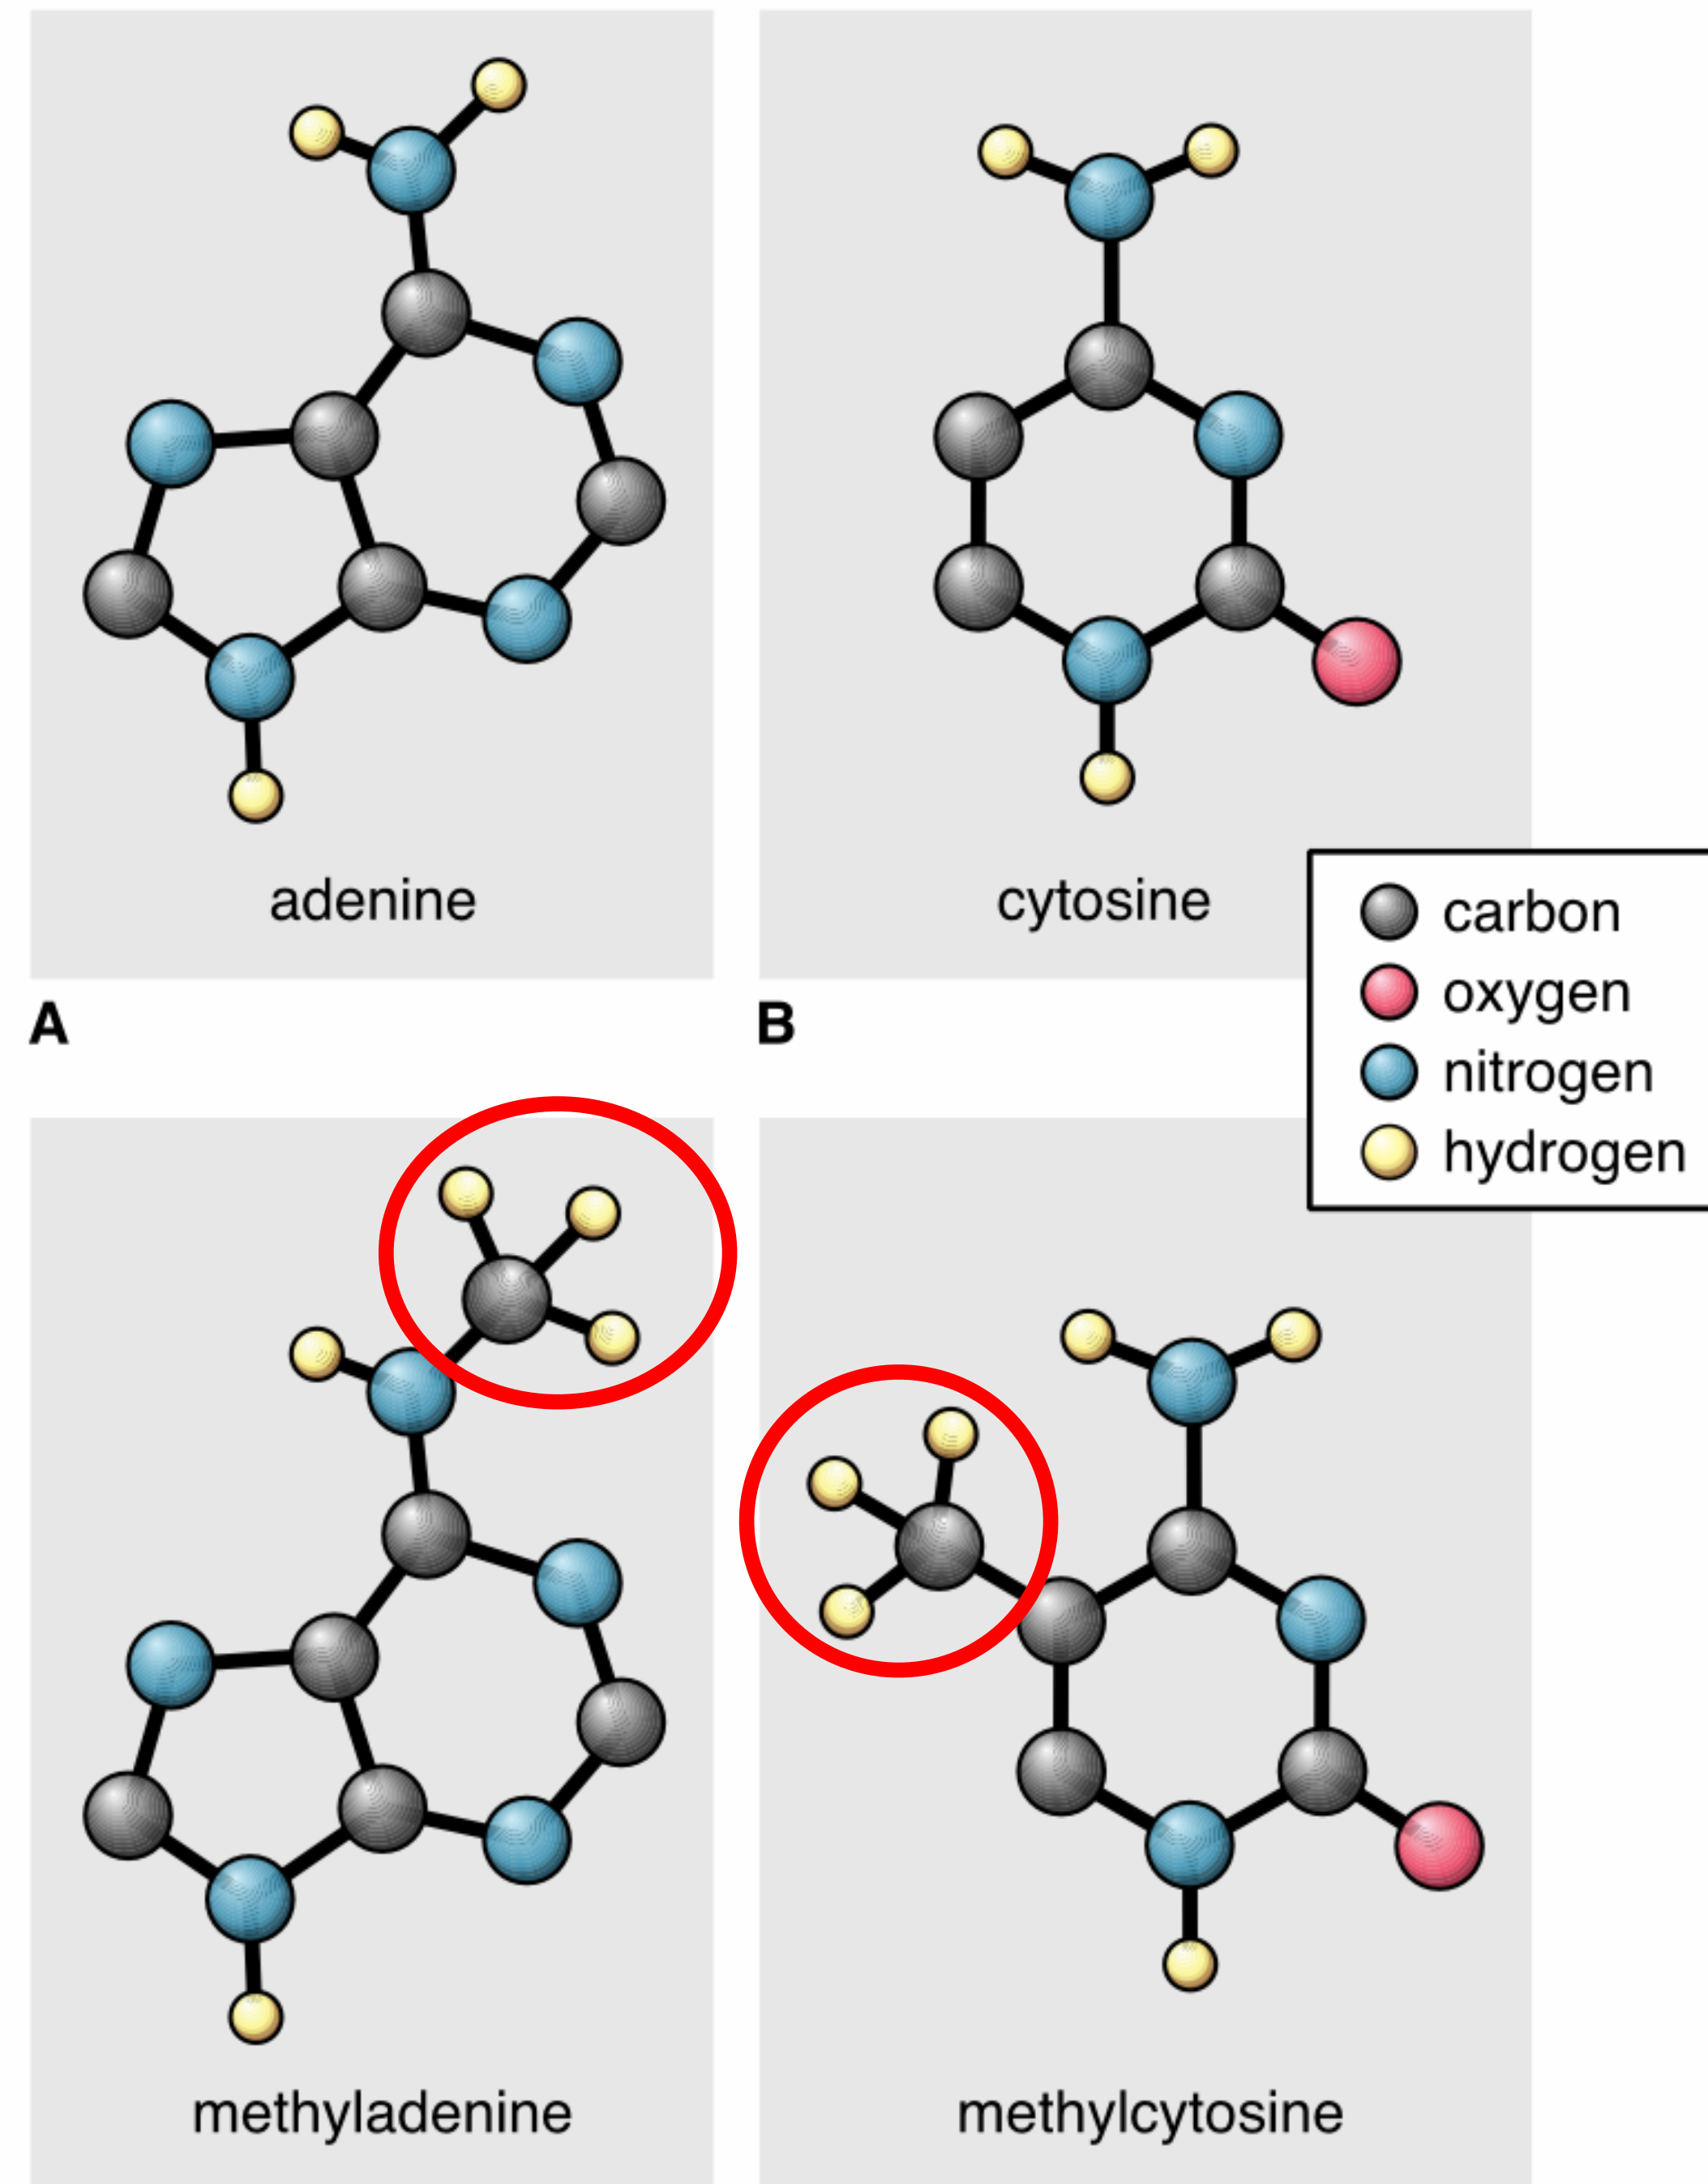 adenine
cytosine
carbon
oxygen
nitrogen
hydrogen
A
B
methyladenine
methylcytosine